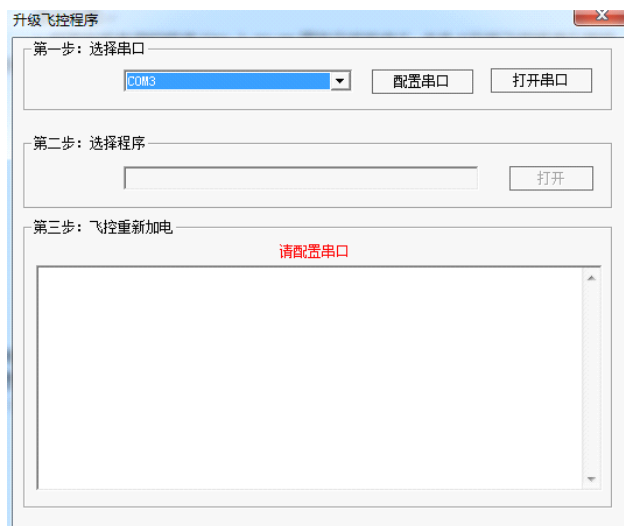 升级飞控程序
第一步：选择串口
COM3
配置串口
打开串口
第二步：选择程序
打开
第三步：飞控重新加电
请配置串口